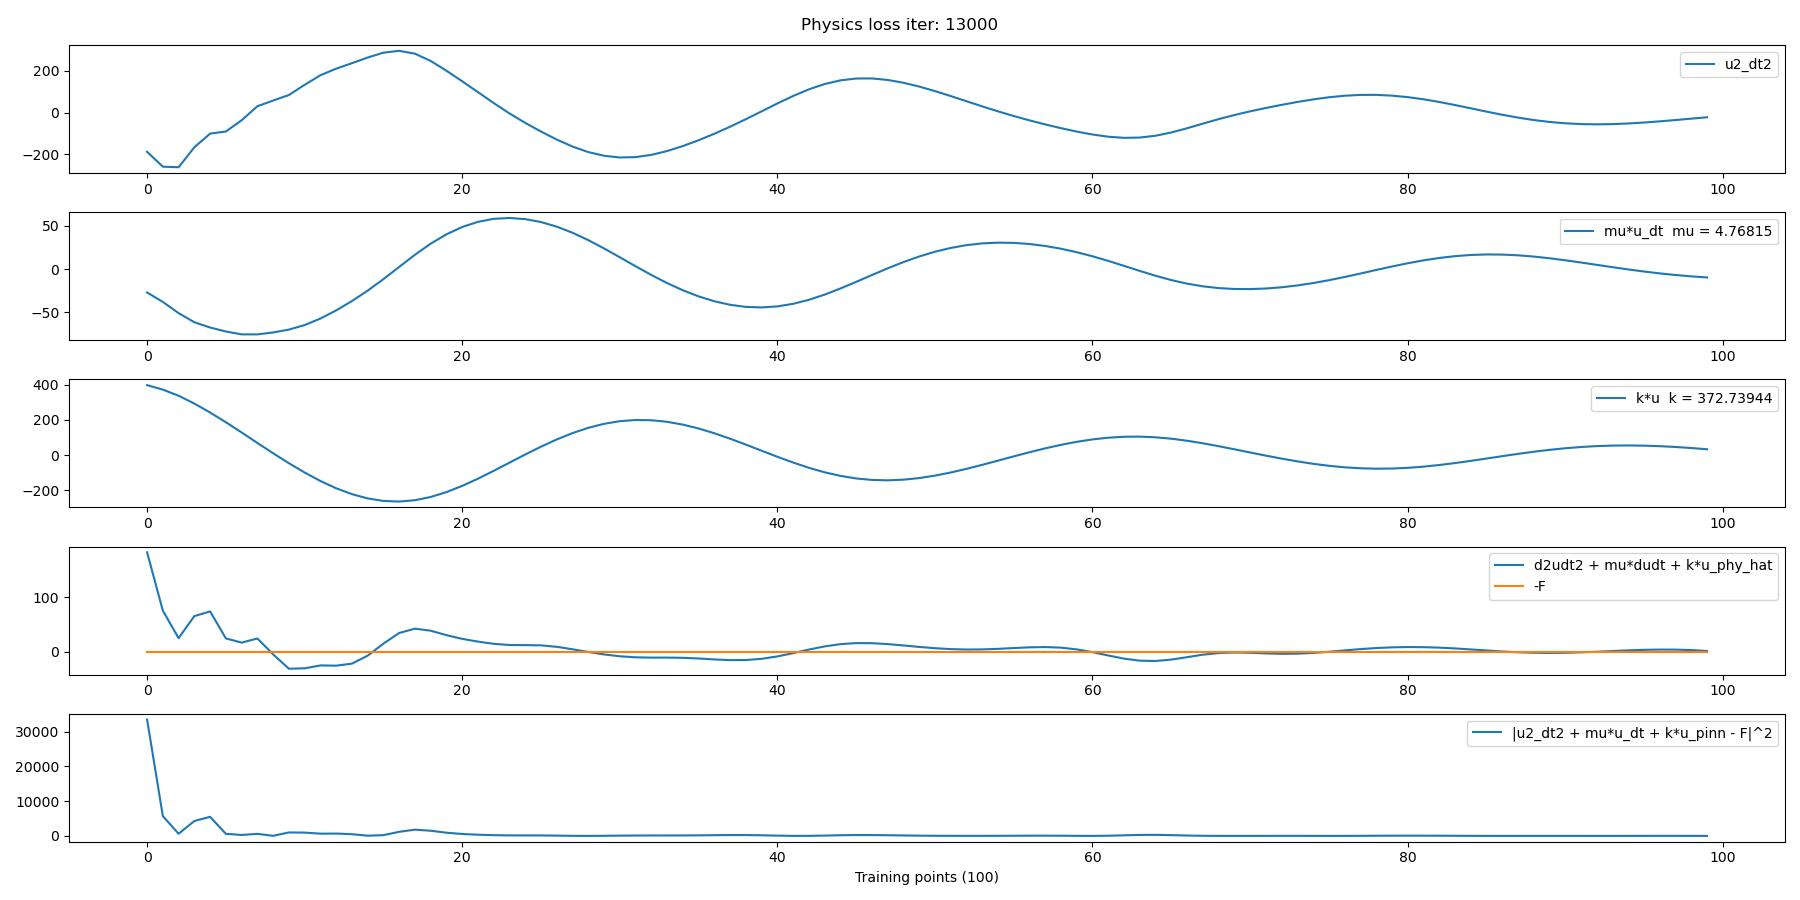 Physics loss iter: 13000
u2_dt2
200
0
−200
0 20 40 60 80 100
mu*u_dt mu = 4.76815
50
0
−50
0 20 40 60 80 100
k*u k = 372.73944
400
200
0
−200
0 20 40 60 80 100
d2udt2 + mu*dudt + k*u_phy_hat
-F
100
0
0 20 40 60 80 100
|u2_dt2 + mu*u_dt + k*u_pinn - F|^2
30000
20000
10000
0
0 20 40 60 80 100
Training points (100)